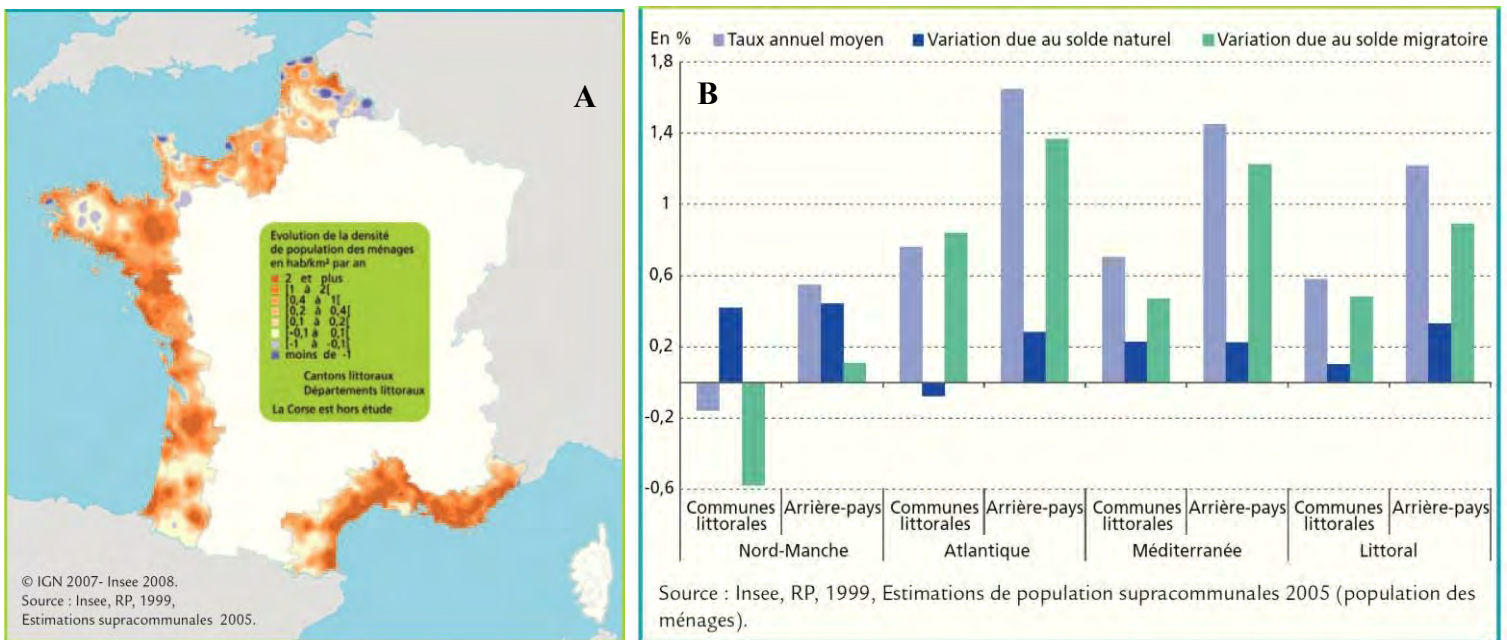 A
Evolution de la densité
de population des ménages
en hab/km² par an
2 et plus
[1 à 2[
[0,4 à 1[
[0,2 à 0,4[
[0,1 à 0,2[
[-0,1 à 0,1[
[-1 à -0,1[
moins de -1
Cantons littoraux
Départements littoraux
La Corse est hors étude
© IGN 2007- Insee 2008.
Source : Insee, RP, 1999,
Estimations supracommunales 2005.
En % Taux annuel moyen Variation due au solde naturel Variation due au solde migratoire
B
1,8
1,4
1
0,6
0,2
-0,2
-0,6
Communes littorales Arrière-pays Communes littorales Arrière-pays Communes littorales Arrière-pays Communes littorales Arrière-pays
Nord-Manche Atlantique Méditerranée Littoral
Source : Insee, RP, 1999, Estimations de population supracommunales 2005 (population des
ménages).